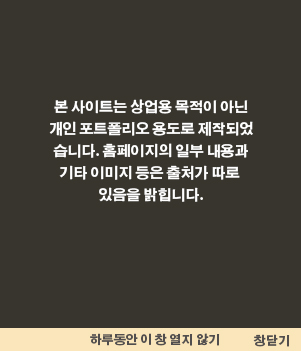 본 사이트는 상업용 목적이 아닌
개인 포트폴리오 용도로 제작되었
습니다. 홈페이지의 일부 내용과
기타 이미지 등은 출처가 따로
있음을 밝힙니다.
하루동안 이 창 열지 않기 창닫기